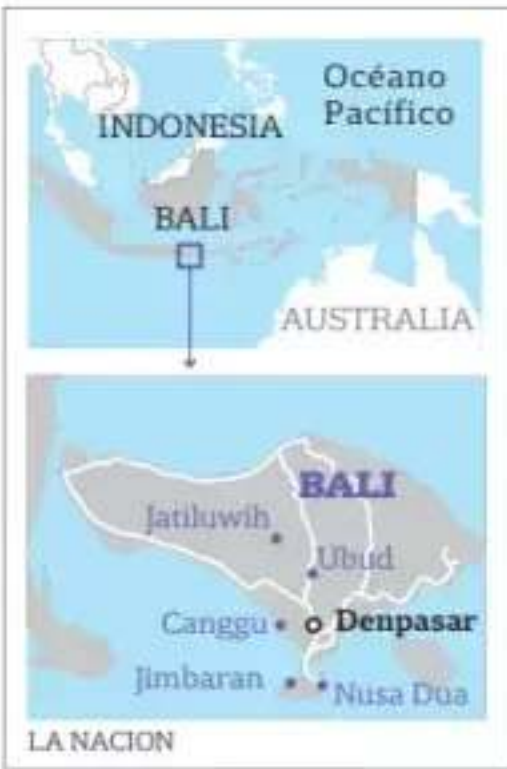 Océano
Pacífico
INDONESIA
BALI
AUSTRALIA
BALI
Jatiluwih
Ubud
Canggu
Denpasar
Jimbaran
Nusa Dua
LA NACION